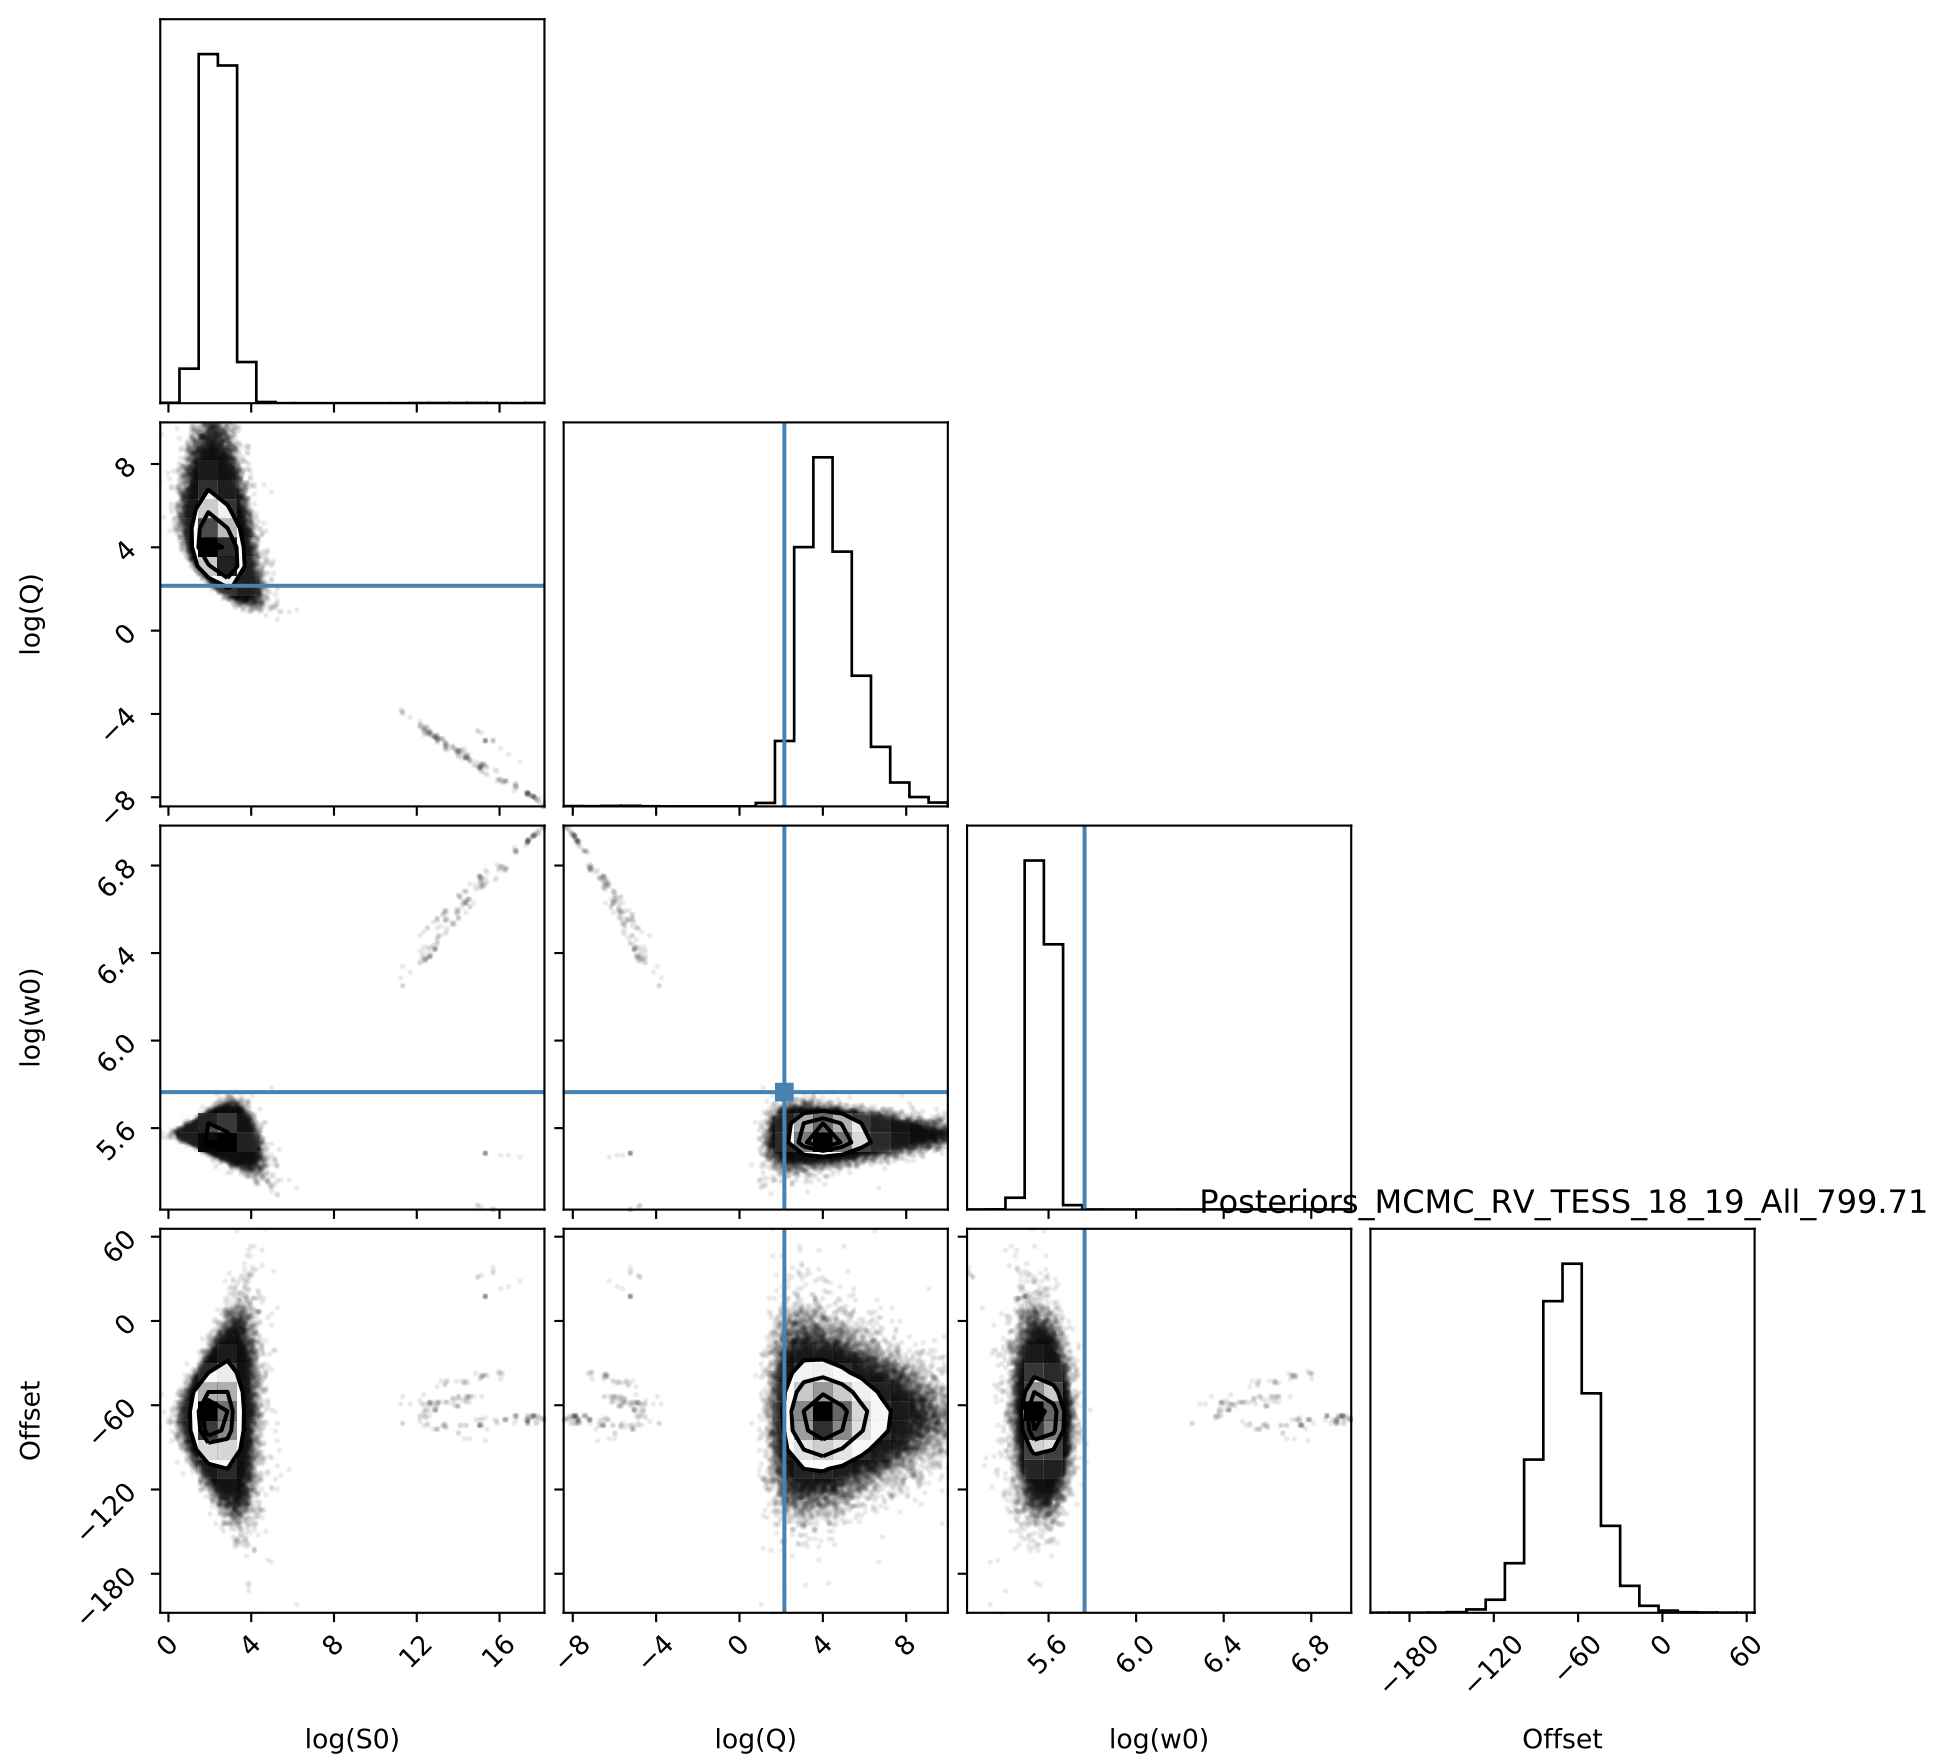 8
4
0
−4
−8
log(Q)
6.8
6.4
6.0
5.6
log(w0)
Posteriors_MCMC_RV_TESS_18_19_All_799.71
60
0
−60
−120
−180
Offset
0 4 8 12 16
−8 −4 0 4 8
5.6 6.0 6.4 6.8
−180 −120 −60 0 60
log(S0) log(Q) log(w0) Offset